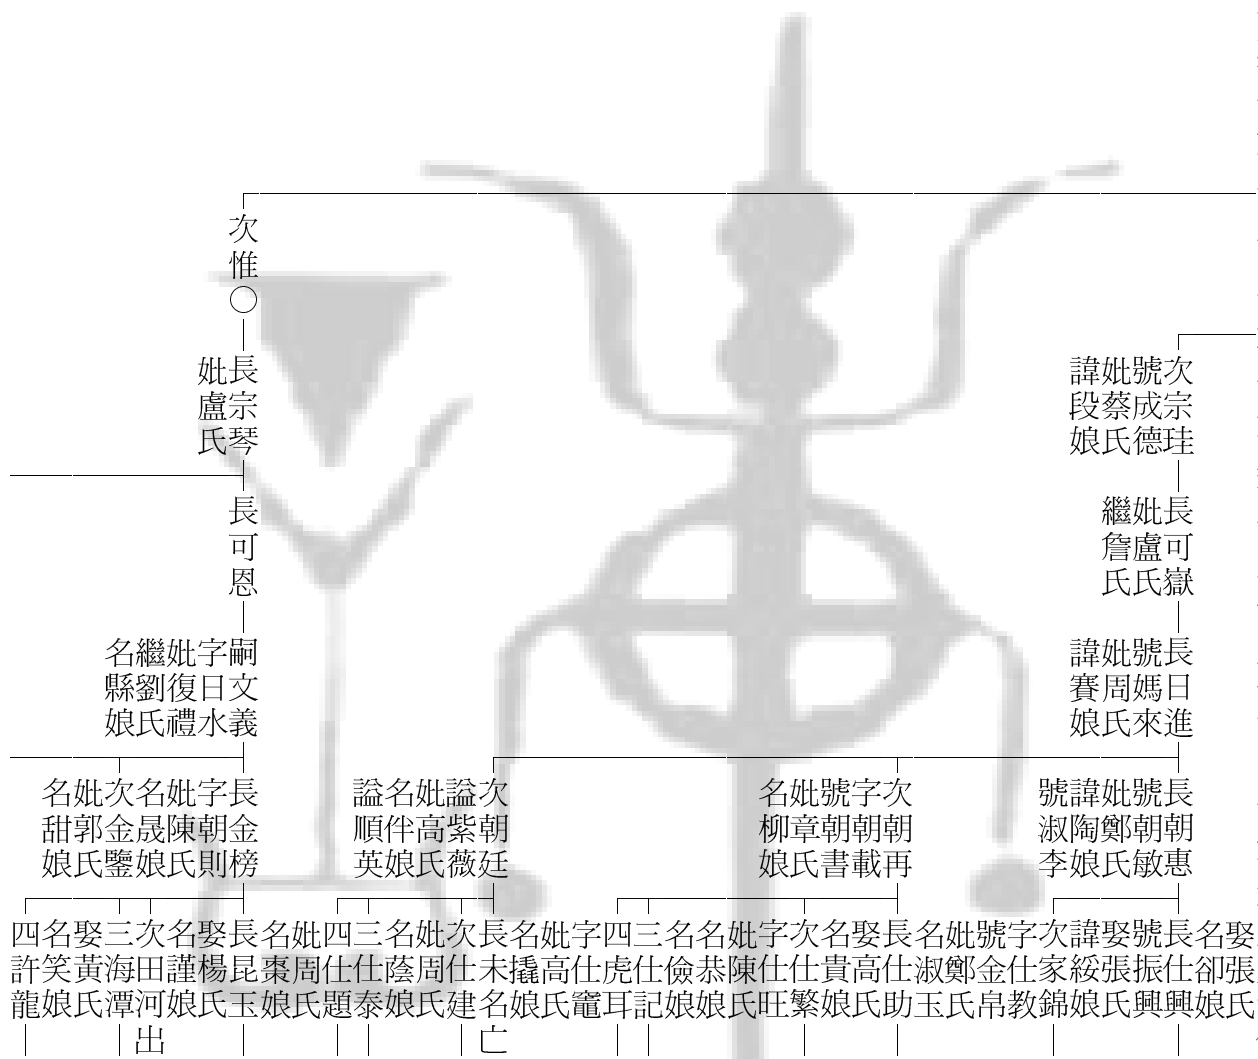 次惟○
次宗珪
號成德
妣蔡氏
諱段娘
長宗琴
妣盧氏
長可嶽
妣盧氏
繼詹氏
長可恩
長日進
號媽來
妣周氏
諱賽娘
嗣文義
字日水
妣復禮
繼劉氏
名縣娘
長朝惠
號朝敏
妣鄭氏
諱陶娘
號淑李
次朝再
字朝載
號朝書
妣章氏
名柳娘
次朝廷
謚紫薇
妣高氏
名伴娘
謚順英
長金榜
字朝則
妣陳氏
名晟娘
次金鑒
妣郭氏
名甜娘
娶張氏
名卻娘
長仕興
號振興
娶張氏
諱綏娘
次家錦
字仕教
號金帛
妣鄭氏
名淑玉
長仕助
娶高氏
名貴娘
次仕繁
字仕旺
妣陳氏
名恭娘
名儉娘
三仕記
四虎耳
字仕竈
妣高氏
名撬娘
長未名亡
次仕建
妣周氏
名蔭娘
三仕泰
四仕題
妣周氏
名棗娘
長昆玉
娶楊氏
名謹娘
次田河出
三海潭
娶黃氏
名笑娘
四許龍